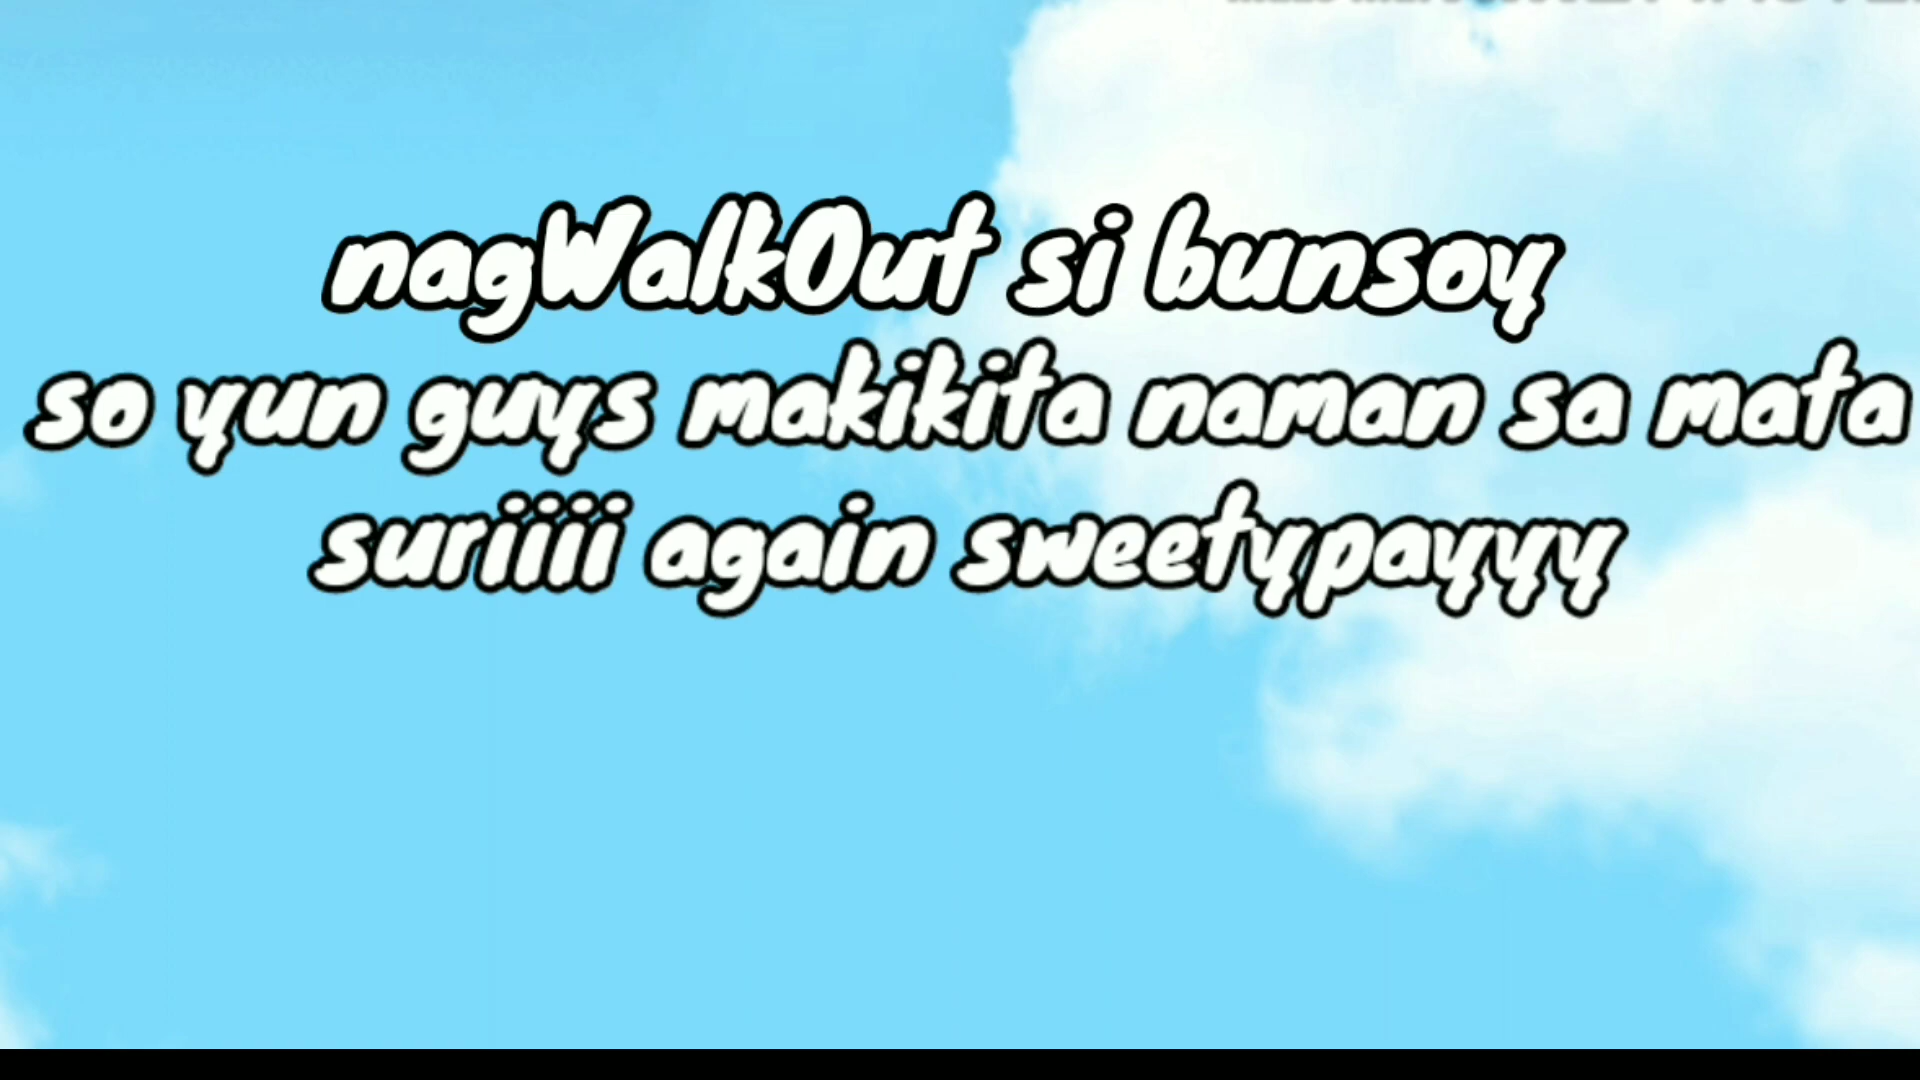 nagWalkOut si bunsoy
so yun guys makikita naman sa mata
suriiii again sweetypayyy